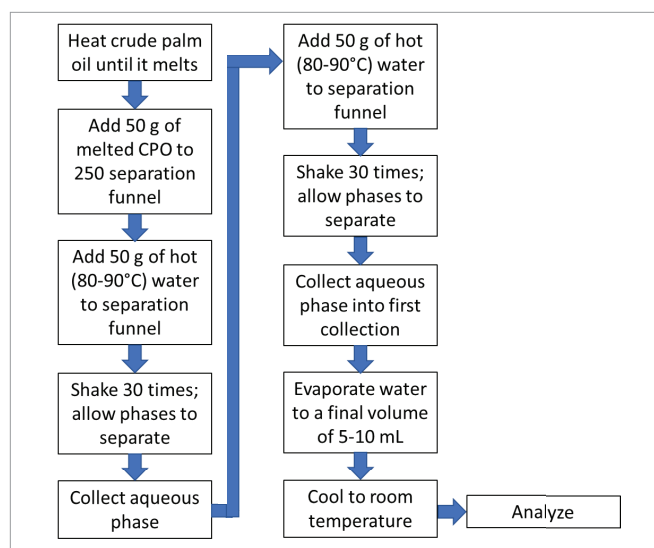 Heat crude palm
oil until it melts
Add 50 g of
melted CPO to
250 separation
funnel
Add 50 g of hot
(80-90°C) water
to separation
funnel
Shake 30 times;
allow phases to
separate
Collect aqueous
phase
Add 50 g of hot
(80-90°C) water
to separation
funnel
Shake 30 times;
allow phases to
separate
Collect aqueous
phase into first
collection
Evaporate water
to a final volume
of 5-10 mL
Cool to room
temperature
Analyze